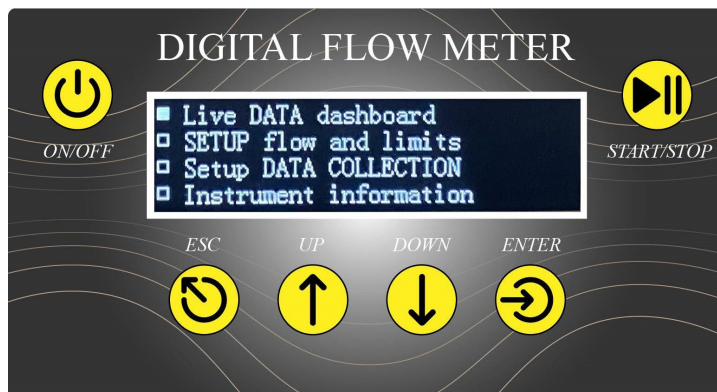 DIGITAL FLOW METER
ON/OFF
START/STOP
Live DATA dashboard
SETUP flow and limits
Setup DATA COLLECTION
Instrument information
ESC
UP
DOWN
ENTER